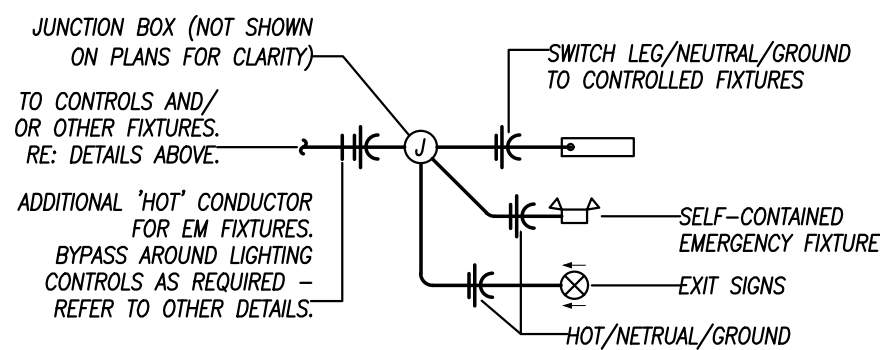 JUNCTION BOX (NOT SHOWN
ON PLANS FOR CLARITY)
TO CONTROLS AND/
OR OTHER FIXTURES.
RE: DETAILS ABOVE.
ADDITIONAL 'HOT' CONDUCTOR
FOR EM FIXTURES.
BYPASS AROUND LIGHTING
CONTROLS AS REQUIRED –
REFER TO OTHER DETAILS.
J
SWITCH LEG/NEUTRAL/GROUND
TO CONTROLLED FIXTURES
SELF–CONTAINED
EMERGENCY FIXTURE
EXIT SIGNS
HOT/NETRUAL/GROUND